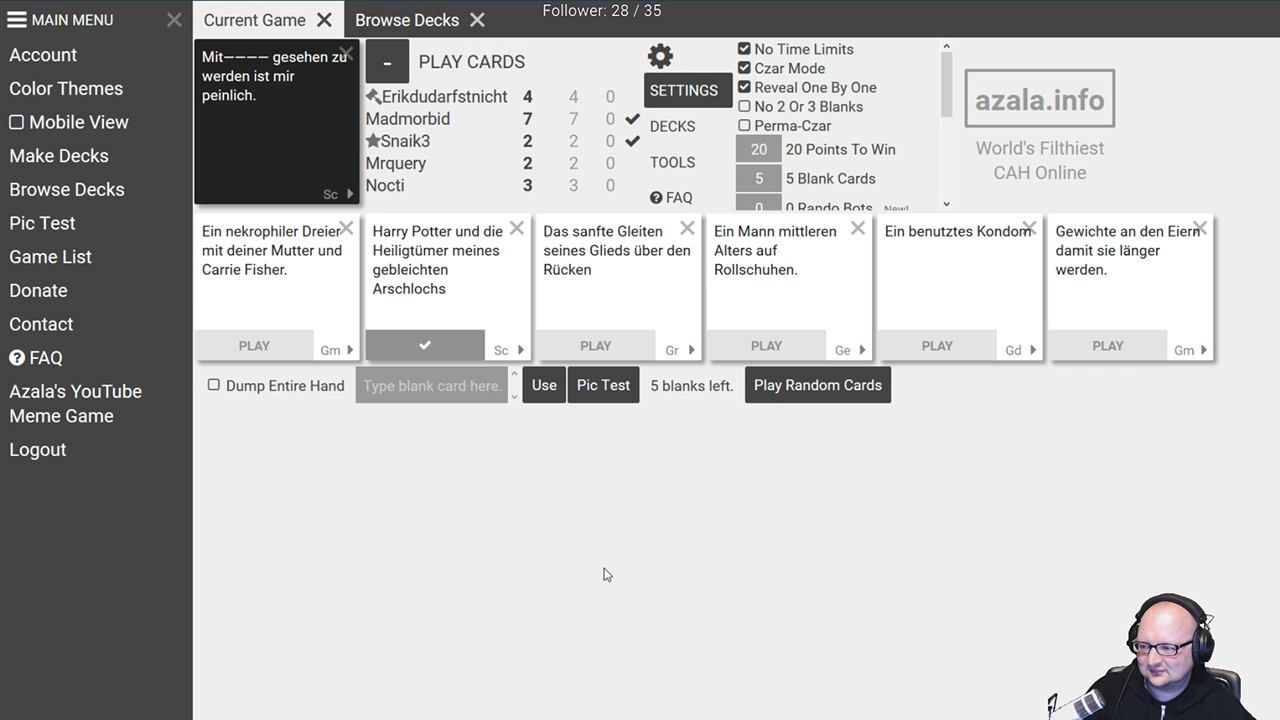 Follower: 28 / 35
MAIN MENU
Account
Color Themes
Mobile View
Make Decks
Browse Decks
Pic Test
Game List
Donate
Contact
FAQ
Azala's YouTube
Meme Game
Logout
Current Game
Browse Decks
Mit–––– gesehen zu
werden ist mir
peinlich.
Sc
- PLAY CARDS
Erikdudarfstnicht 4 4 0
Madmorbid 7 7 0
Snaik3 2 2 0
Mrquery 2 2 0
Nocti 3 3 0
SETTINGS
DECKS
TOOLS
FAQ
No Time Limits
Czar Mode
Reveal One By One
No 2 Or 3 Blanks
Perma-Czar
20 20 Points To Win
5 5 Blank Cards
0 0 Rando Bots New!
azala.info
World's Filthiest
CAH Online
Ein nekrophiler Dreier
mit deiner Mutter und
Carrie Fisher.
PLAY Gm
Harry Potter und die
Heiligtümer meines
gebleichten
Arschlochs
Sc
Das sanfte Gleiten
seines Glieds über den
Rücken
PLAY Gr
Ein Mann mittleren
Alters auf
Rollschuhen.
PLAY Ge
Ein benutztes Kondom
PLAY Gd
Gewichte an den Eiern
damit sie länger
werden.
PLAY Gm
Dump Entire Hand
Type blank card here.
Use
Pic Test
5 blanks left.
Play Random Cards